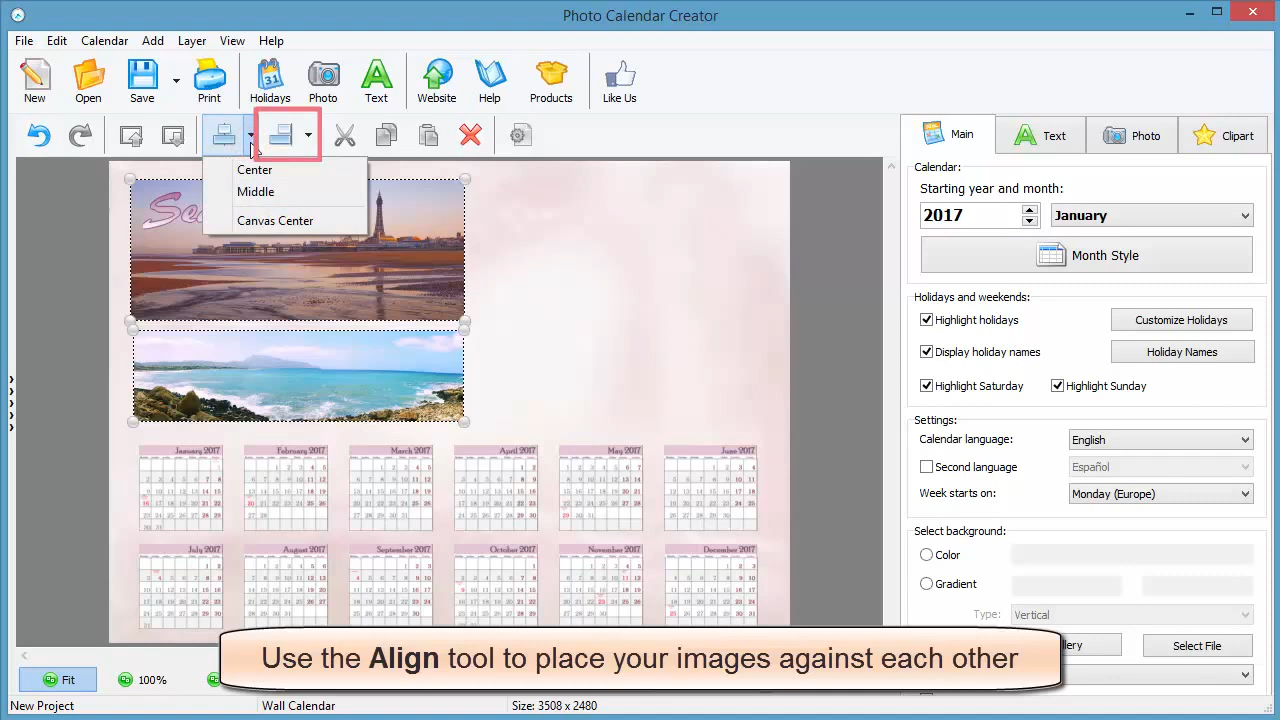 Photo Calendar Creator
File Edit Calendar Add Layer View Help
31
New Open Save Print Holidays Photo Text Website Help Products Like Us
Main Text Photo Clipart
Center
Middle
Canvas Center
Calendar:
Starting year and month:
2017 January
Month Style
Holidays and weekends:
Highlight holidays Customize Holidays
Display holiday names Holiday Names
Highlight Saturday Highlight Sunday
Settings:
Calendar language: English
Second language Español
Week starts on: Monday (Europe)
Select background:
Color
Gradient
Type: Vertical
Select File
January 2017 February 2017 March 2017 April 2017 May 2017 June 2017
July 2017 August 2017 September 2017 October 2017 November 2017 December 2017
Use the Align tool to place your images against each other
Fit 100%
New Project Wall Calendar Size: 3508 x 2480